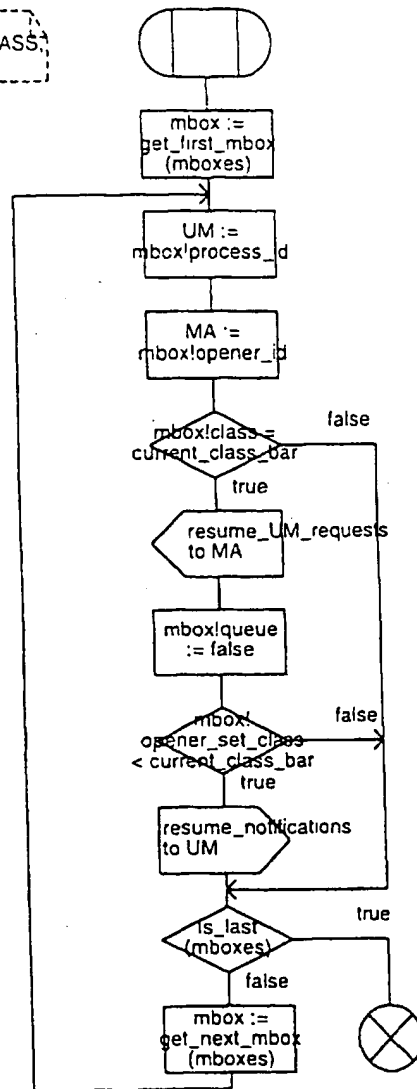 ASS,
mbox :=
get_first_mbox
(mboxes)
UM :=
mbox!process_id
MA :=
mbox!opener_id
mbox!class =
current_class_bar
false
true
resume_UM_requests
to MA
mbox!queue
:= false
mbox!
opener_set_class
< current_class_bar
false
true
resume_notifications
to UM
is_last
(mboxes)
true
false
mbox :=
get_next_mbox
(mboxes)